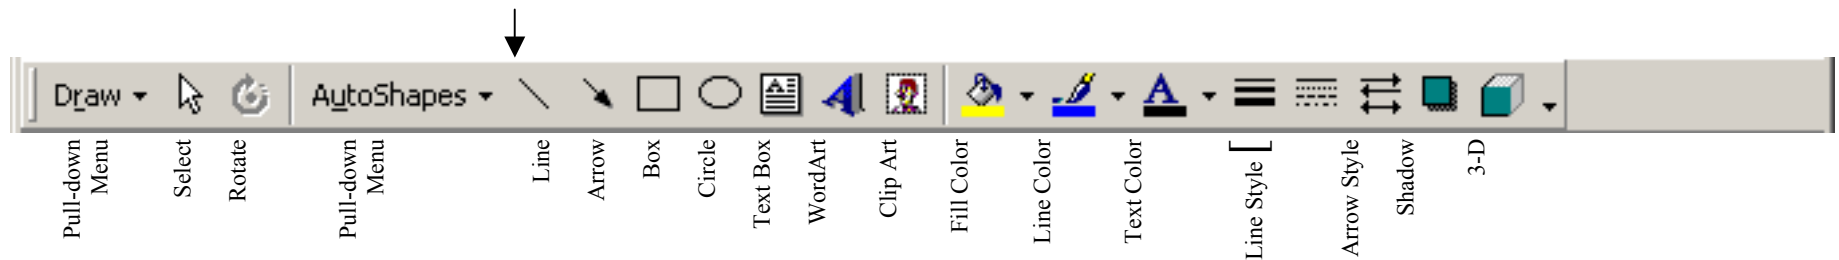 Draw
AutoShapes
Pull-down
Menu
Select
Rotate
Pull-down
Menu
Line
Arrow
Box
Circle
Text Box
WordArt
Clip Art
Fill Color
Line Color
Text Color
Line Style [
Arrow Style
Shadow
3-D